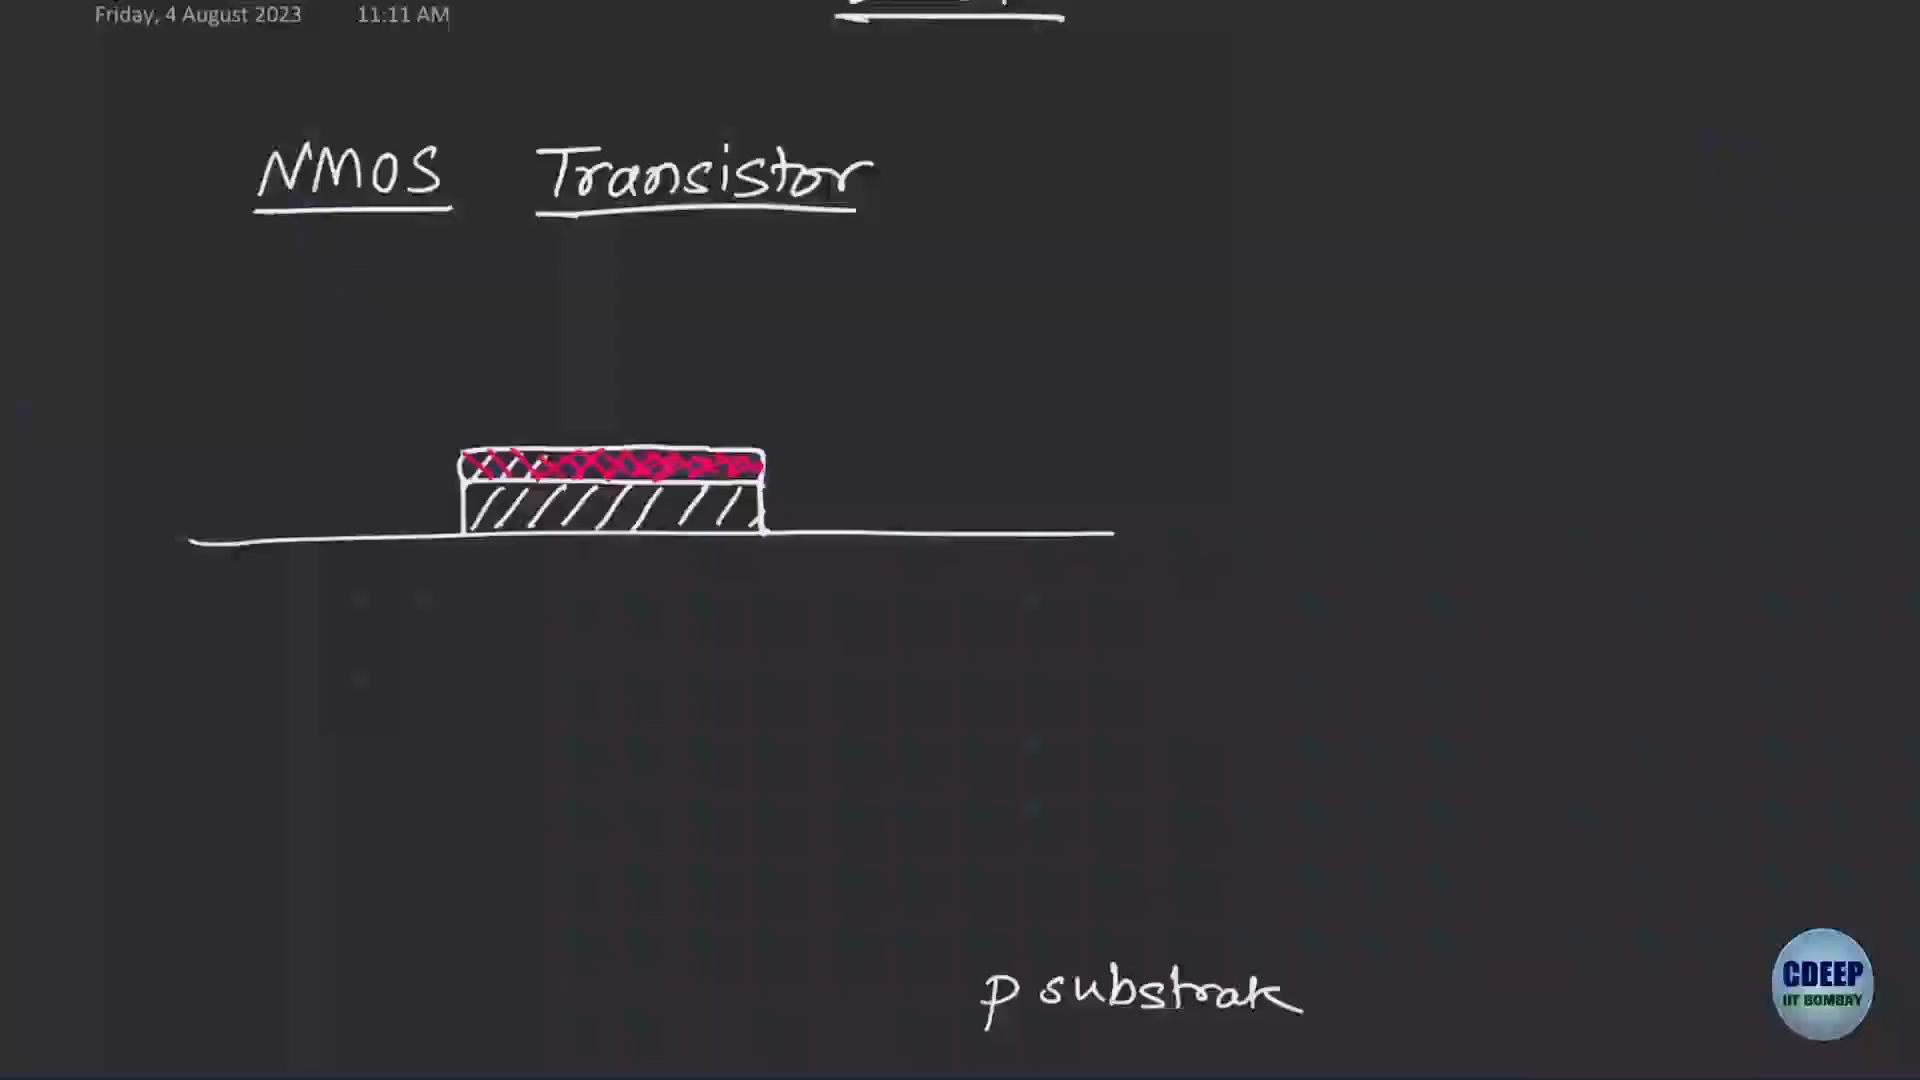 Friday, 4 August 2023 11:11 AM
NMOS Transistor
p substrate
CDEEP
IIT BOMBAY